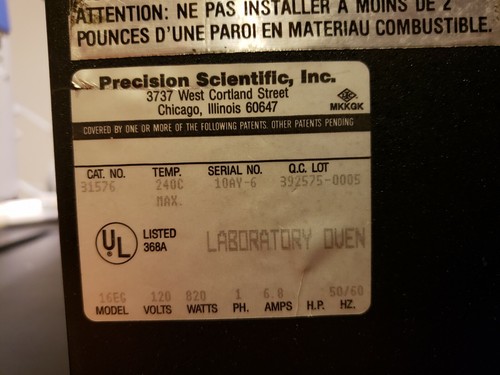 ATTENTION: NE PAS INSTALLER A MOINS DE 2
POUNCES D'UNE PAROI EN MATERIAU COMBUSTIBLE.
Precision Scientific, Inc.
3737 West Cortland Street
Chicago, Illinois 60647
MKKGK
COVERED BY ONE OR MORE OF THE FOLLOWING PATENTS. OTHER PATENTS PENDING
CAT. NO. TEMP. SERIAL NO. Q.C. LOT
31576 240C 10AY-6 392575-0005
MAX.
UL LISTED
368A
LABORATORY OVEN
16EG 120 820 1 6.8 50/60
MODEL VOLTS WATTS PH. AMPS H.P. HZ.